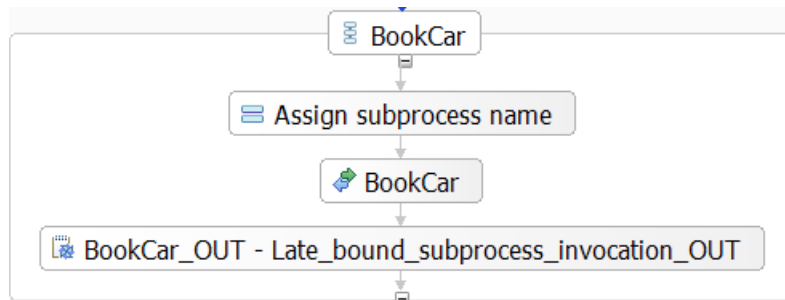 BookCar
Assign subprocess name
BookCar
BookCar_OUT - Late_bound_subprocess_invocation_OUT